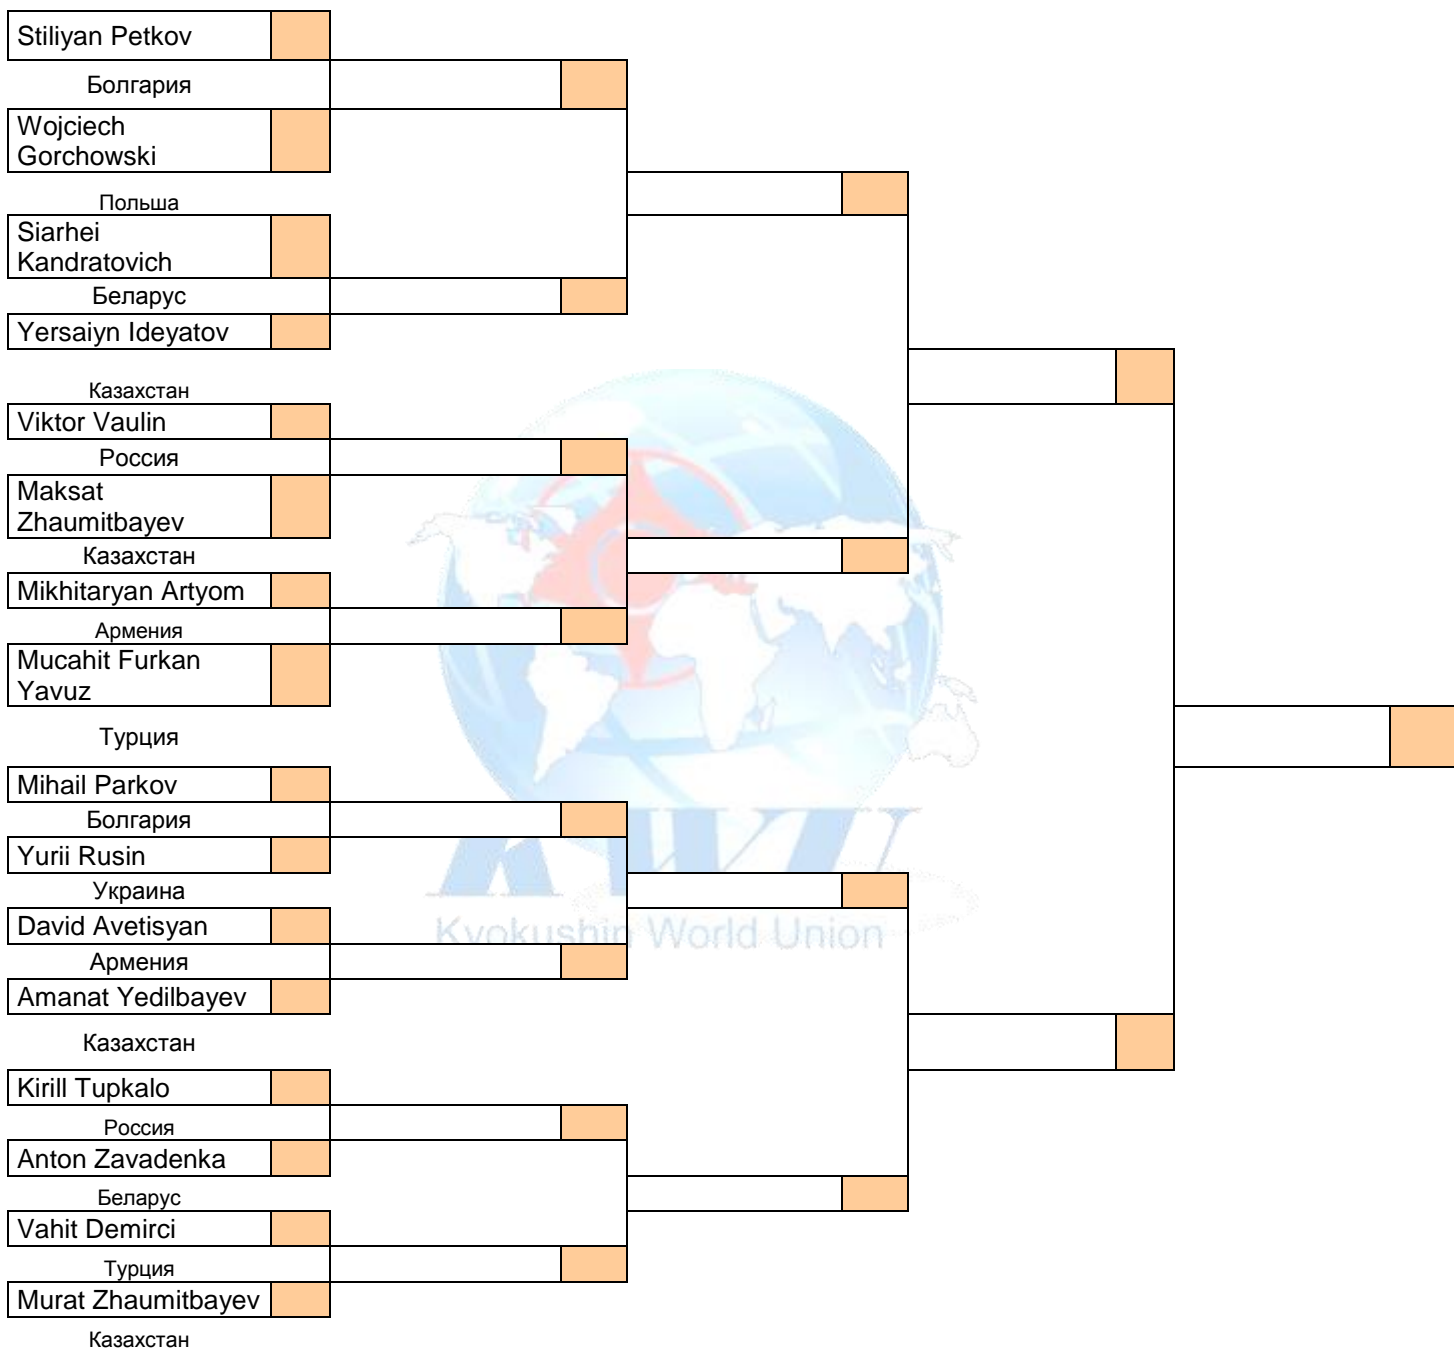 Stiliyan Petkov
Болгария
Wojciech
Gorchowski
Польша
Siarhei
Kandratovich
Беларус
Yersaiyn Ideyatov
Казахстан
Viktor Vaulin
Россия
Maksat
Zhaumitbayev
Казахстан
Mikhitaryan Artyom
Армения
Mucahit Furkan
Yavuz
Турция
Mihail Parkov
Болгария
Yurii Rusin
Украина
David Avetisyan
Армения
Amanat Yedilbayev
Казахстан
Kirill Tupkalo
Россия
Anton Zavadenka
Беларус
Vahit Demirci
Турция
Murat Zhaumitbayev
Казахстан
KWU
Kyokushin World Union